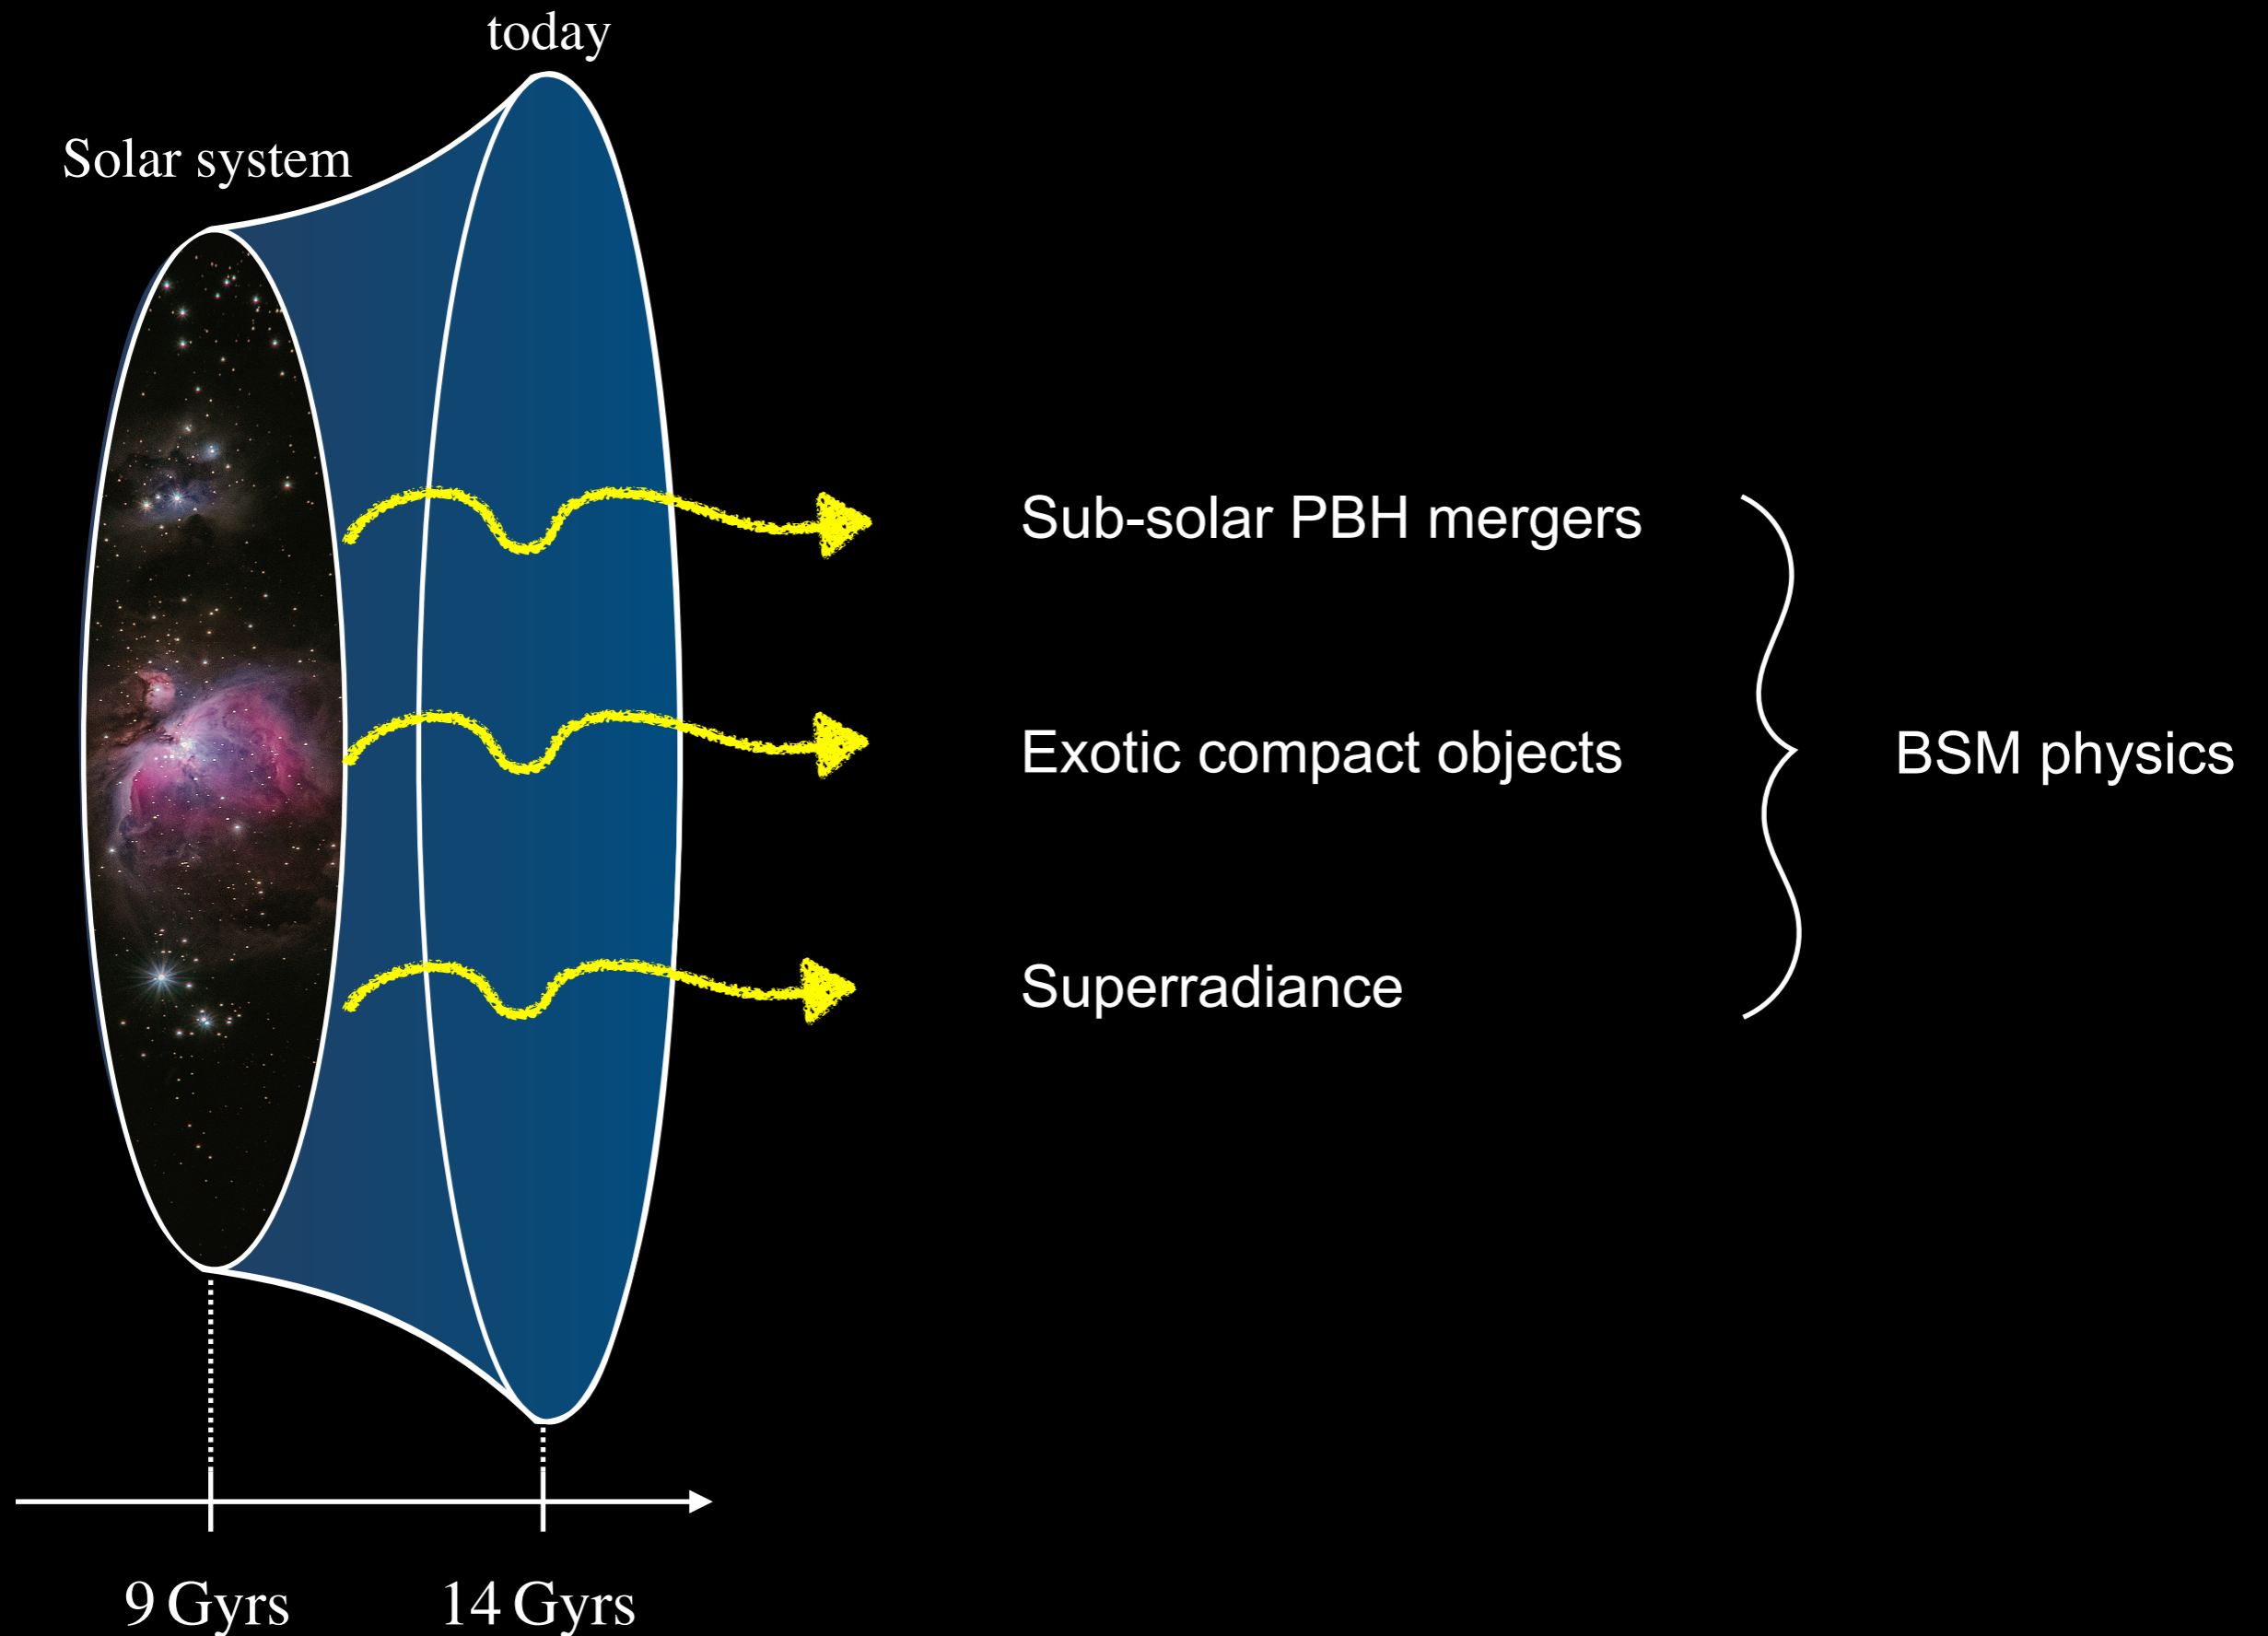 today
Solar system
Sub-solar PBH mergers
Exotic compact objects
BSM physics
Superradiance
9 Gyrs
14 Gyrs